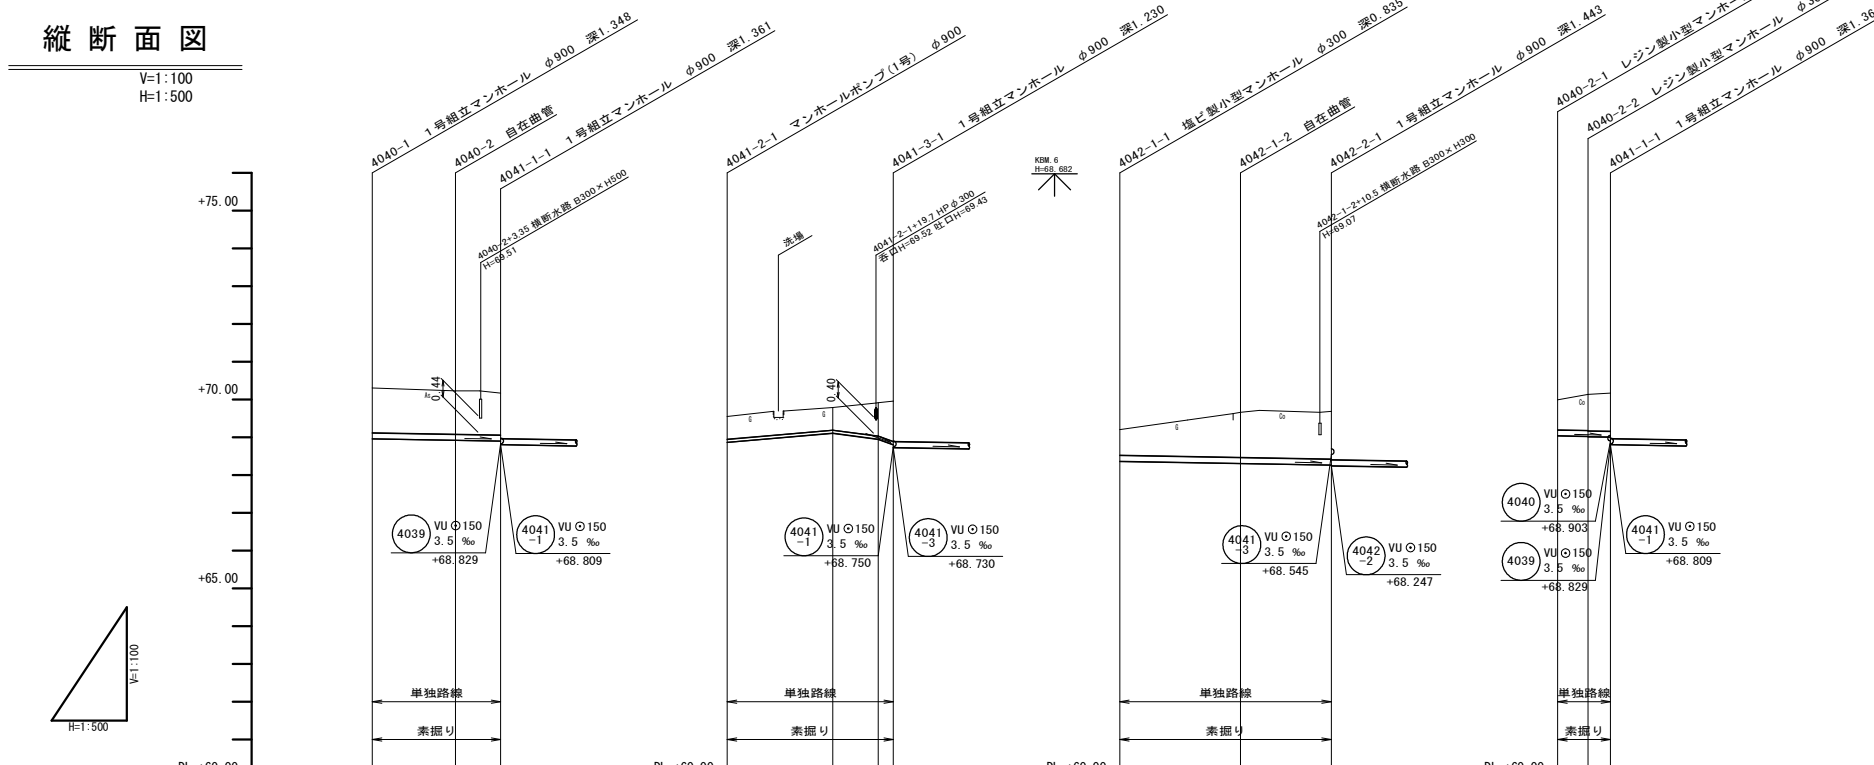 縦断面図
V=1:100
H=1:500
4040-1 1号組立マンホール φ900 深1.348
4040-2 自在曲管
4041-1-1 1号組立マンホール φ900 深1.361
4040-2+3.35 横断水路 B300×H500
H=69.51
4041-2-1 マンホールポンプ(1号) φ900
洗場
4041-3-1 1号組立マンホール φ900 深1.230
4041-2-1+19.7 HPφ300
呑口H=69.52 吐口H=69.43
KBM.6
H=68.682
4042-1-1 塩ビ製小型マンホール φ300 深0.835
4042-1-2 自在曲管
4042-2-1 1号組立マンホール φ900 深1.443
4042-1-2+10.5 横断水路 B300×H300
H=69.07
4040-2-1 レジン製小型マンホール
4040-2-2 レジン製小型マンホール
4041-1-1 1号組立マンホール φ900 深1.36
+75.00
+70.00
+65.00
As
0.44
G
G
0.40
G
Co
Co
4039
VU⊙150
3.5 ‰
+68.829
4041
-1
VU⊙150
3.5 ‰
+68.809
4041
-1
VU⊙150
3.5 ‰
+68.750
4041
-3
VU⊙150
3.5 ‰
+68.730
4041
-3
VU⊙150
3.5 ‰
+68.545
4042
-2
VU⊙150
3.5 ‰
+68.247
4040
VU⊙150
3.5 ‰
+68.903
4039
VU⊙150
3.5 ‰
+68.829
4041
-1
VU⊙150
3.5 ‰
+68.809
V=1:100
H=1:500
単独路線
単独路線
単独路線
単独路線
素掘り
素掘り
素掘り
素掘り